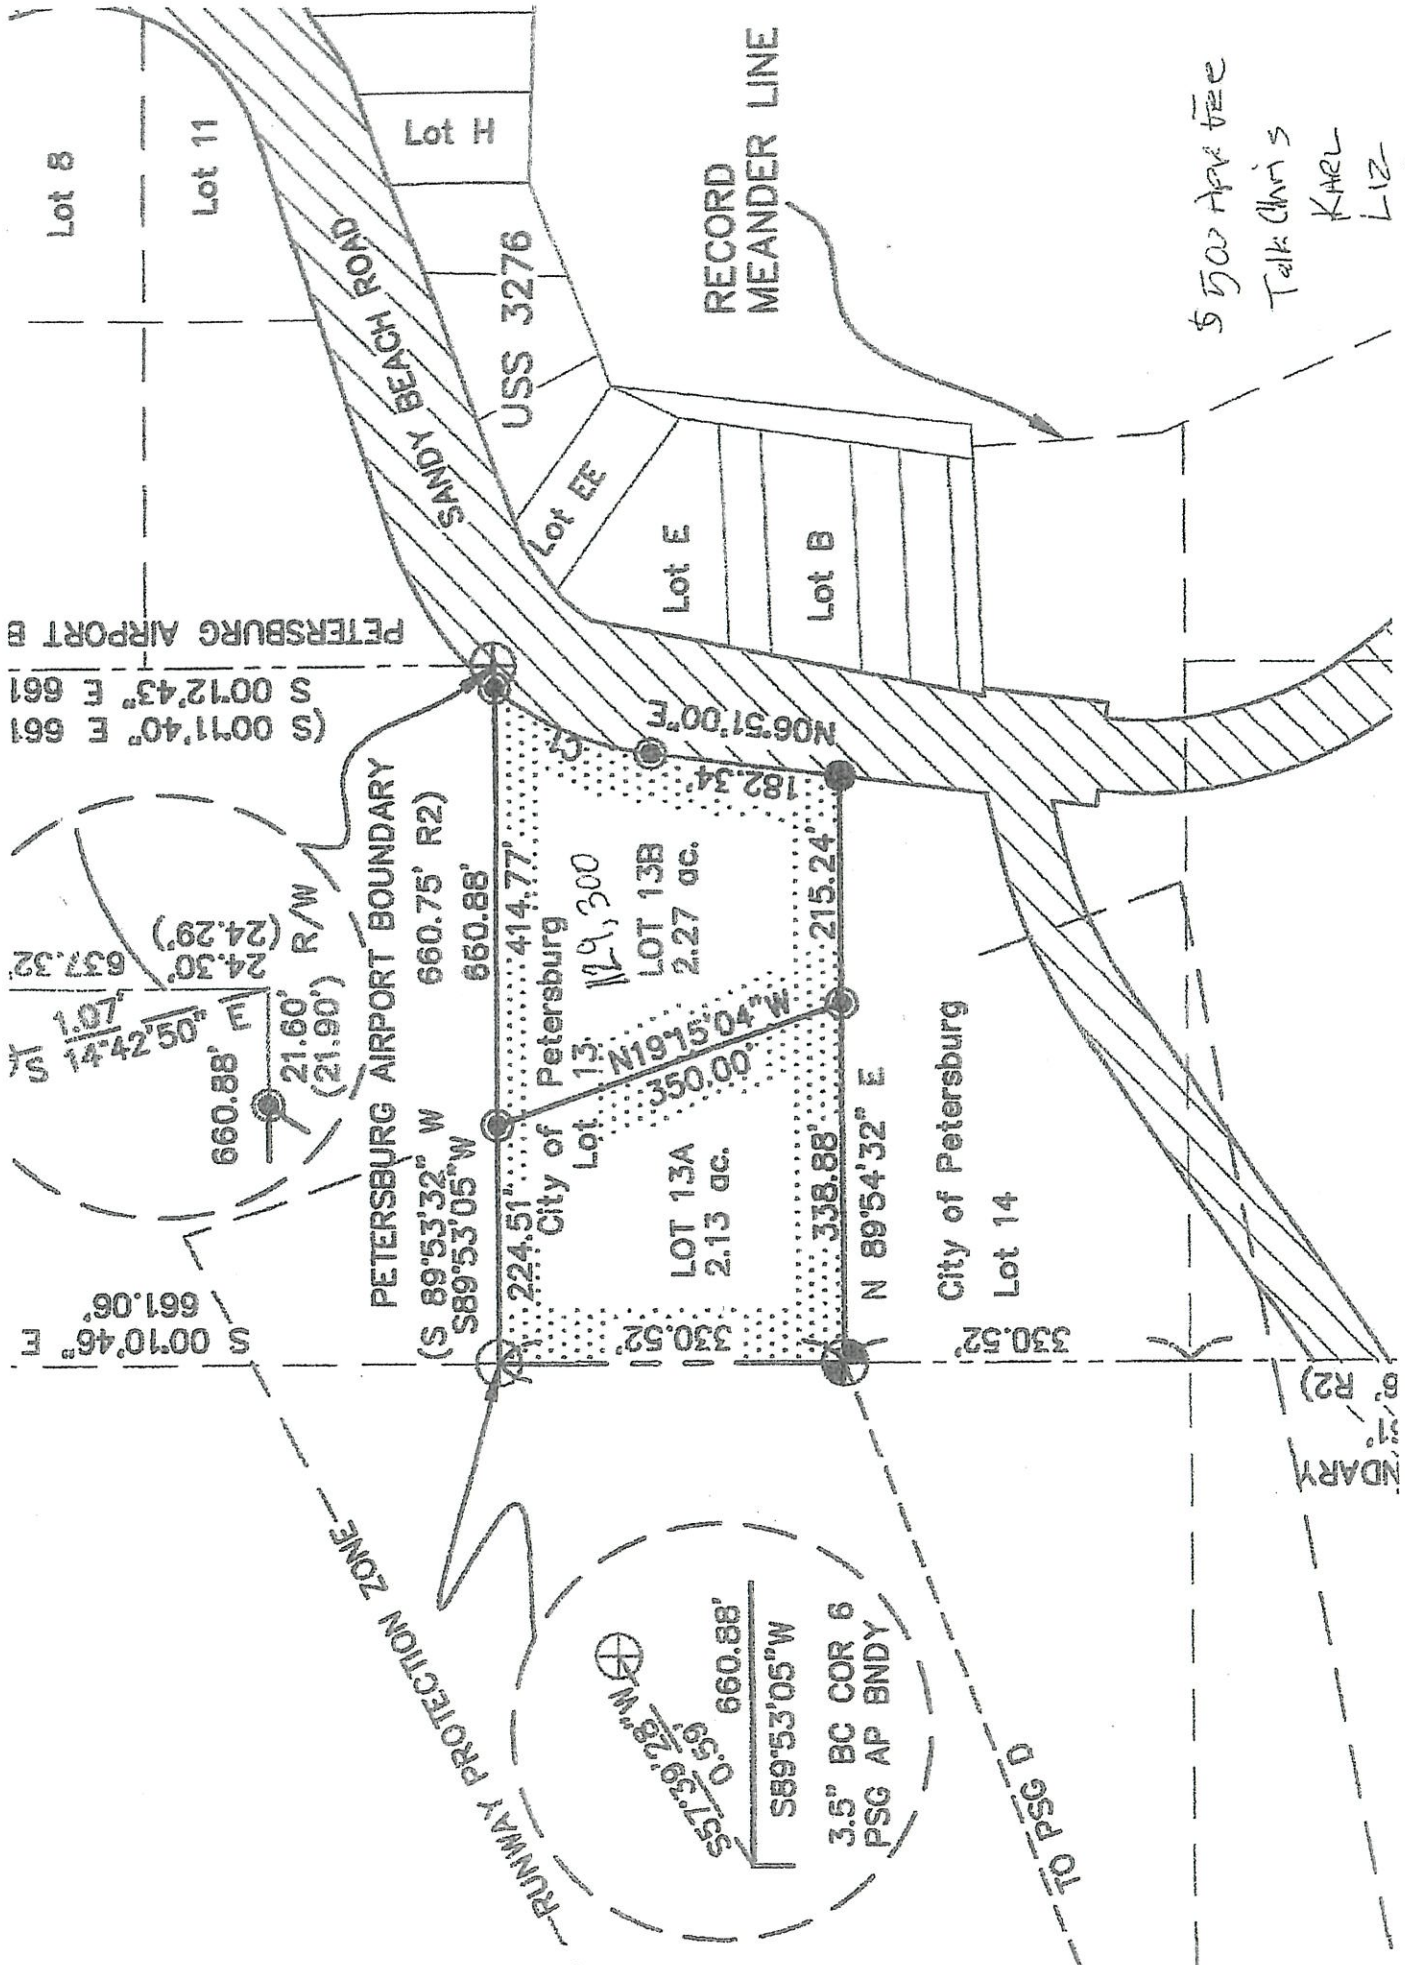 Lot 8
Lot 11
Lot H
SANDY BEACH ROAD
USS 3276
Lot EE
Lot E
Lot B
RECORD
MEANDER LINE
Talk Chris
KARL
LIZ
PETERSBURG AIRPORT B
S 00°12'43" E 661
(S 00°11'40" E 661
637.32'
24.30'
(24.29')
R/W
1.07'
14°42'50" E
660.88'
21.60'
(21.90')
PETERSBURG AIRPORT BOUNDARY
(S 89°53'32" W 660.75' R2)
S89°53'05"W 660.88'
224.51'
414.77'
City of Petersburg
Lot 13
129,300
LOT 13B
2.27 ac.
C1
N06°51'00"E
182.34'
N19°15'04"W
350.00'
LOT 13A
2.13 ac.
330.52'
338.88'
215.24'
N 89°54'32" E
City of Petersburg
Lot 14
330.52'
S 00°10'46" E
661.06'
RUNWAY PROTECTION ZONE
S57°39'28"W
0.59'
660.88'
S89°53'05"W
3.5" BC COR 6
PSG AP BNDY
TO PSG D
R2)
NDARY